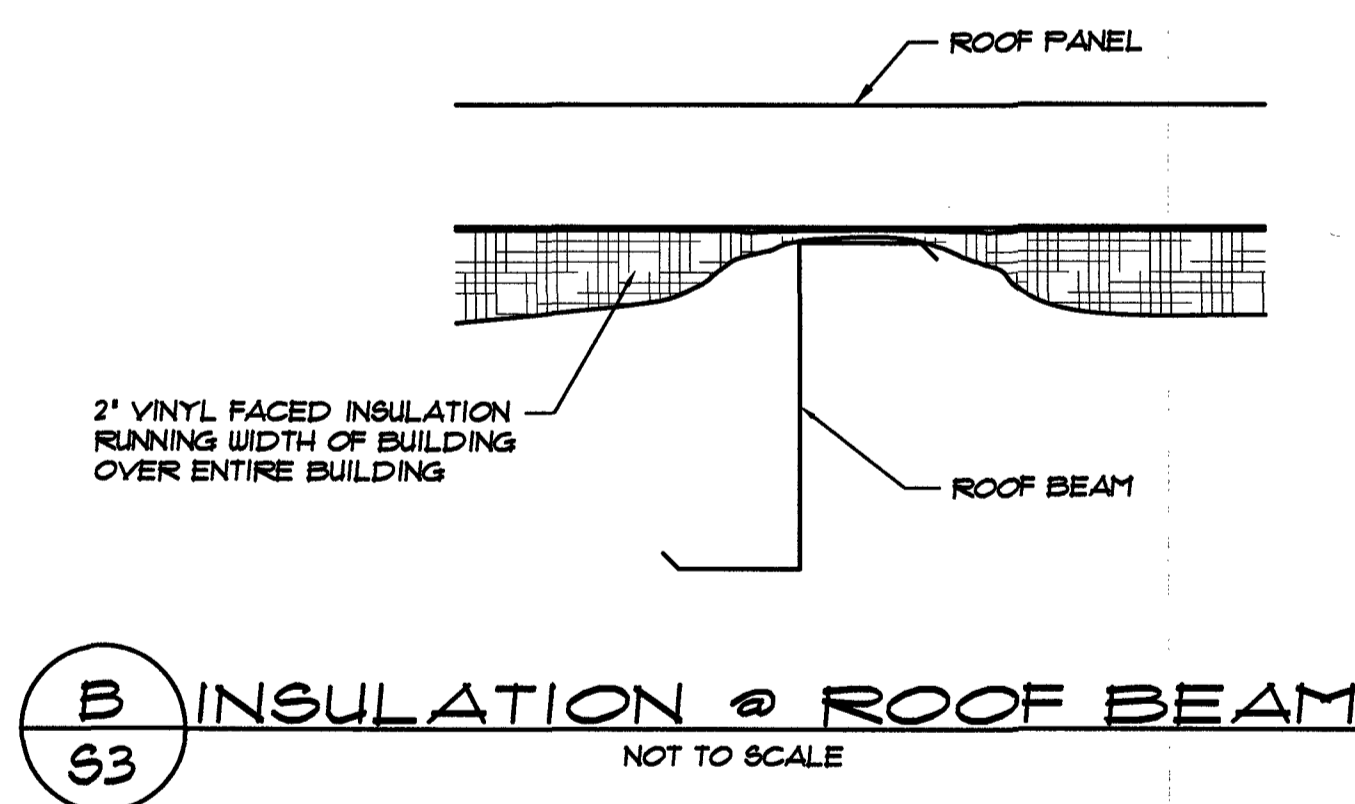 ROOF PANEL
2" VINYL FACED INSULATION
RUNNING WIDTH OF BUILDING
OVER ENTIRE BUILDING
ROOF BEAM
B
S3
INSULATION @ ROOF BEAM
NOT TO SCALE